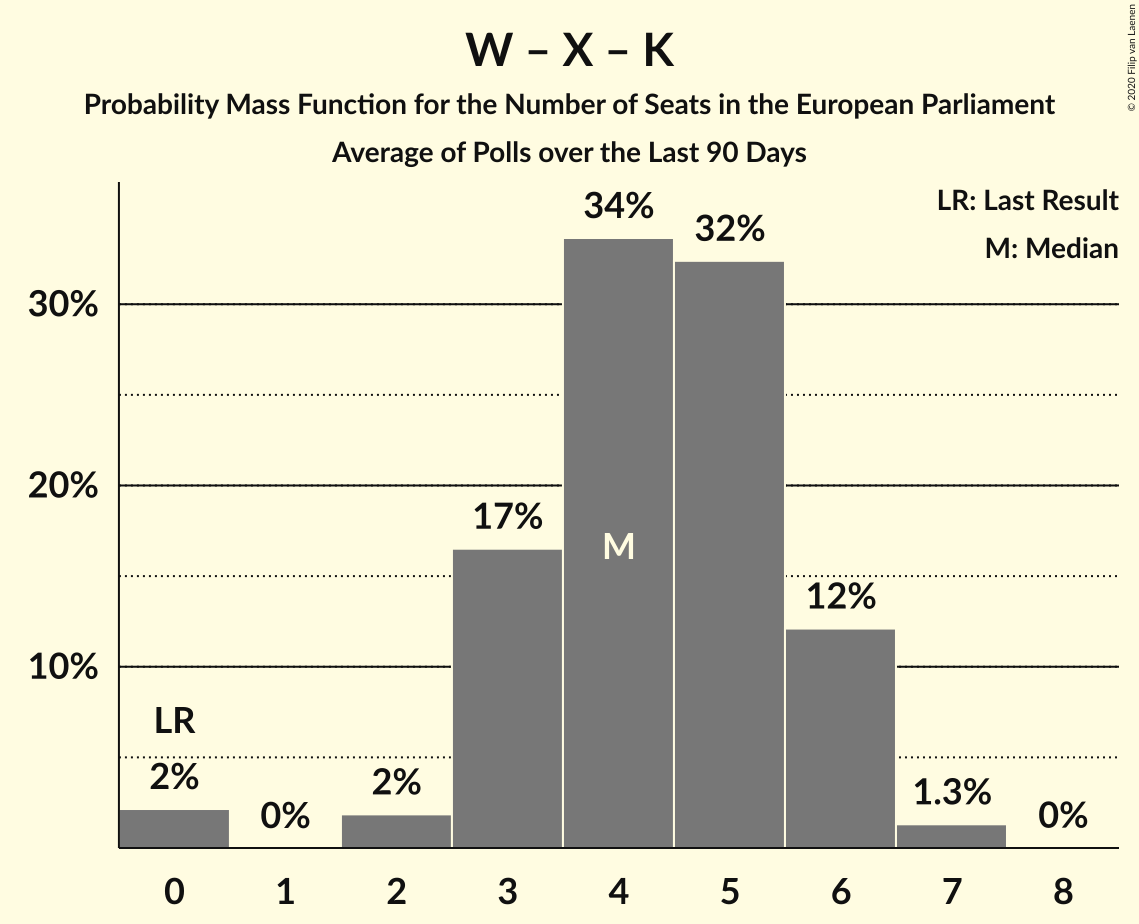 W – X – K
Probability Mass Function for the Number of Seats in the European Parliament
Average of Polls over the Last 90 Days
© 2020 Filip van Laenen
LR: Last Result
M: Median
34%
32%
30%
20%
17%
M
12%
10%
LR
2%
0%
2%
1.3%
0%
0 1 2 3 4 5 6 7 8